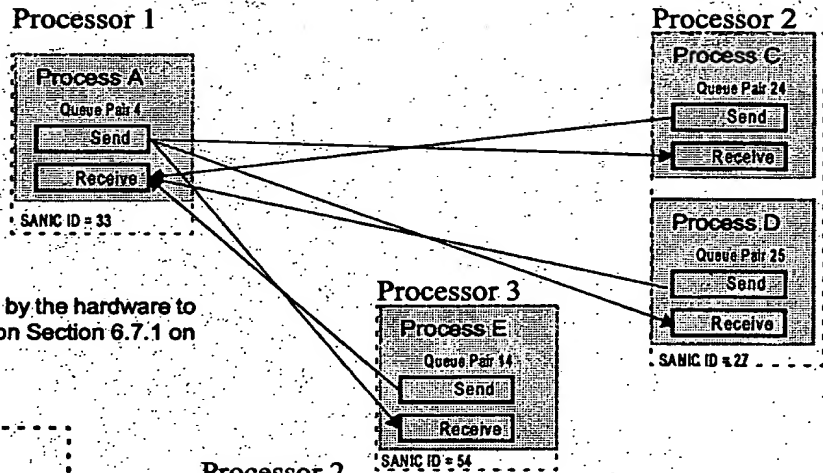 Processor 1
Process A
Queue Pair 4
Send
Receive
SANIC ID = 33
Processor 2
Process C
Queue Pair 24
Send
Receive
Process D
Queue Pair 25
Send
Receive
SANIC ID = 27
by the hardware to
on Section 6.7.1 on
Processor 3
Process E
Queue Pair 14
Send
Receive
SANIC ID = 54
Processor 2